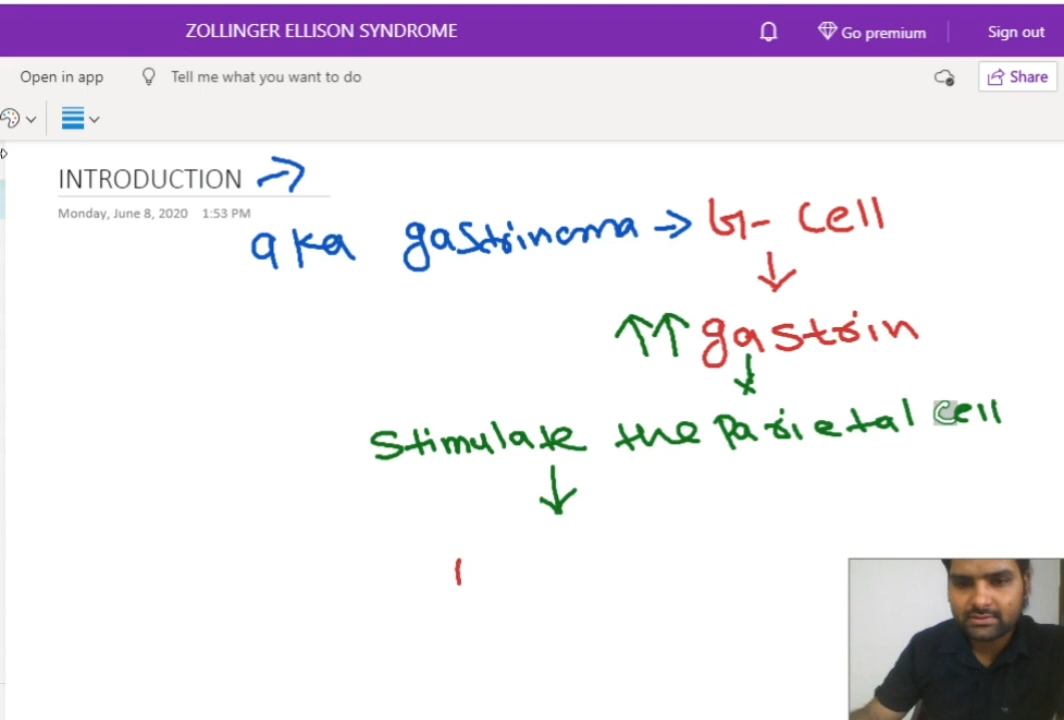 ZOLLINGER ELLISON SYNDROME
Go premium
Sign out
Open in app
Tell me what you want to do
Share
INTRODUCTION →
Monday, June 8, 2020 1:53 PM
aka gastrinoma → G- cell
↓
↑↑ gastrin
↓
Stimulate the Parietal cell
↓